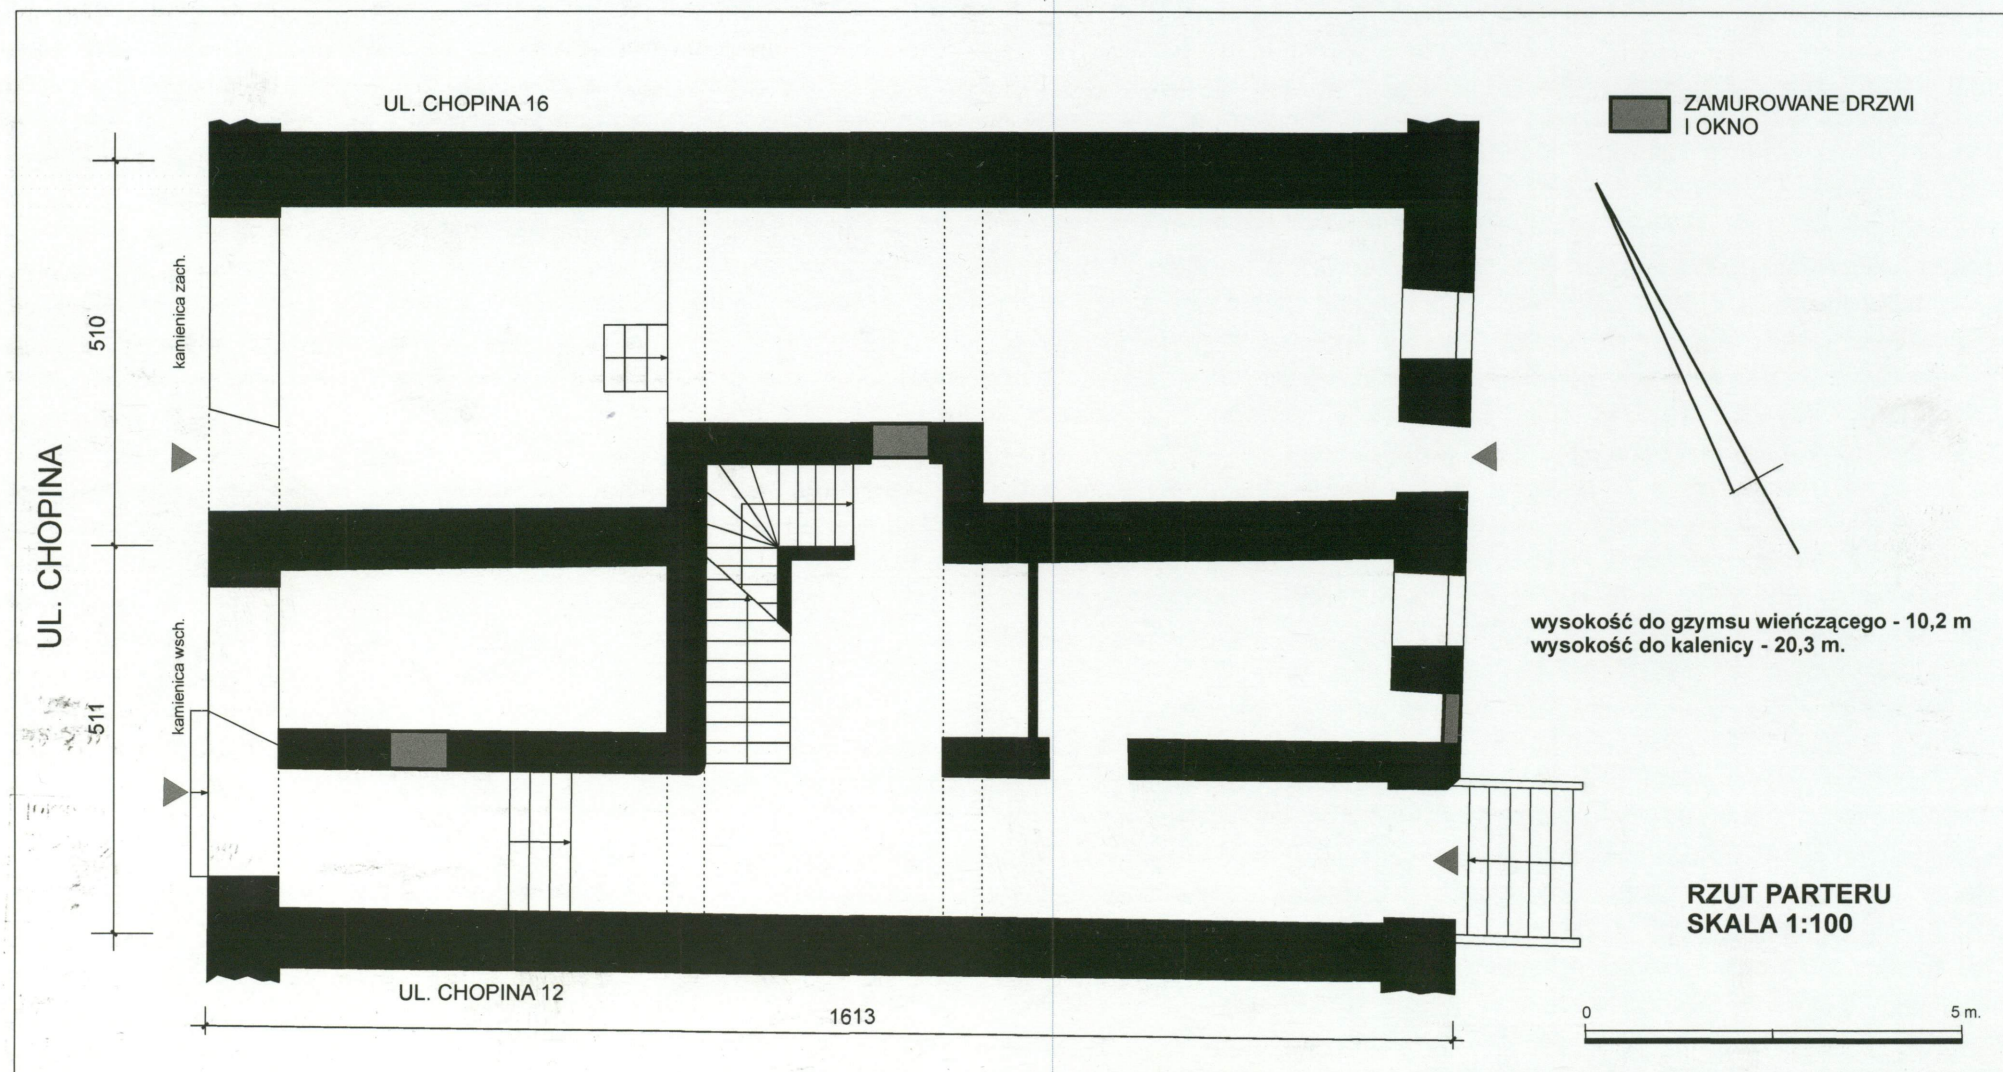 UL. CHOPINA 16
ZAMUROWANE DRZWI
I OKNO
kamienica zach.
510
UL. CHOPINA
kamienica wsch.
511
wysokość do gzymsu wieńczącego - 10,2 m
wysokość do kalenicy - 20,3 m.
RZUT PARTERU
SKALA 1:100
UL. CHOPINA 12
1613
0
5 m.